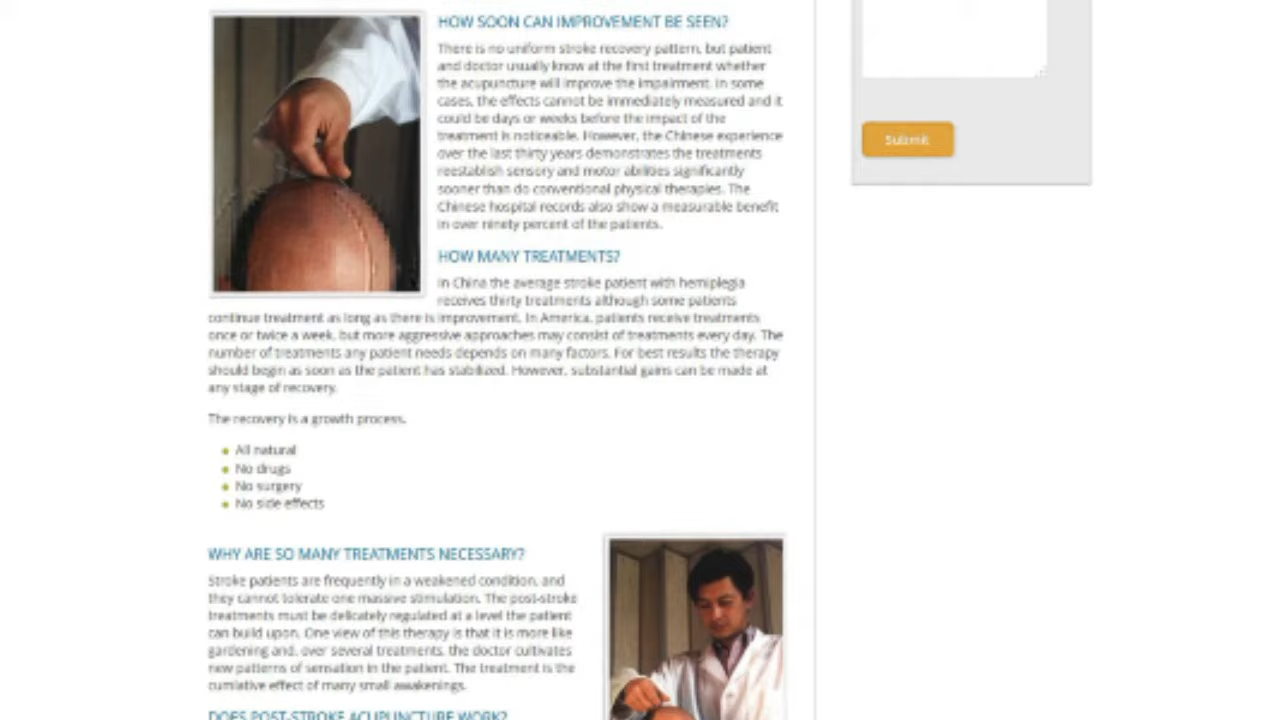 HOW SOON CAN IMPROVEMENT BE SEEN?
There is no uniform stroke recovery pattern, but patient
and doctor usually know at the first treatment whether
the acupuncture will improve the impairment. In some
cases, the effects cannot be immediately measured and it
could be days or weeks before the impact of the
treatment is noticeable. However, the Chinese experience
over the last thirty years demonstrates the treatments
reestablish sensory and motor abilities significantly
sooner than do conventional physical therapies. The
Chinese hospital records also show a measurable benefit
in over ninety percent of the patients.
Submit
HOW MANY TREATMENTS?
In China the average stroke patient with hemiplegia
receives thirty treatments although some patients
continue treatment as long as there is improvement. In America, patients receive treatments
once or twice a week, but more aggressive approaches may consist of treatments every day. The
number of treatments any patient needs depends on many factors. For best results the therapy
should begin as soon as the patient has stabilized. However, substantial gains can be made at
any stage of recovery.
The recovery is a growth process.
All natural
No drugs
No surgery
No side effects
WHY ARE SO MANY TREATMENTS NECESSARY?
Stroke patients are frequently in a weakened condition, and
they cannot tolerate one massive stimulation. The post-stroke
treatments must be delicately regulated at a level the patient
can build upon. One view of this therapy is that it is more like
gardening and, over several treatments, the doctor cultivates
new patterns of sensation in the patient. The treatment is the
cumlative effect of many small awakenings.
DOES POST-STROKE ACUPUNCTURE WORK?